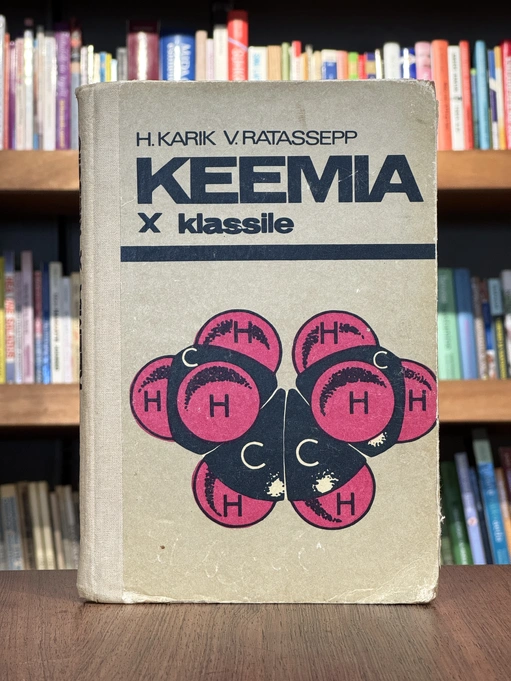 H. KARIK V. RATASSEPP
KEEMIA
X klassile
H H
C C
H H H H
C C
H H